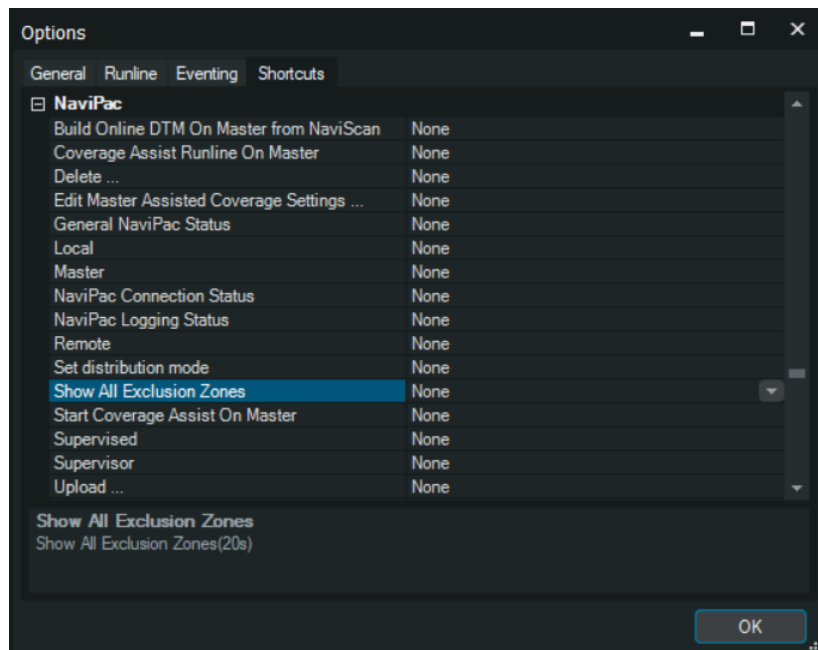 Options
General Runline Eventing Shortcuts
NaviPac
Build Online DTM On Master from NaviScan None
Coverage Assist Runline On Master None
Delete ... None
Edit Master Assisted Coverage Settings ... None
General NaviPac Status None
Local None
Master None
NaviPac Connection Status None
NaviPac Logging Status None
Remote None
Set distribution mode None
Show All Exclusion Zones None
Start Coverage Assist On Master None
Supervised None
Supervisor None
Upload ... None
Show All Exclusion Zones
Show All Exclusion Zones(20s)
OK